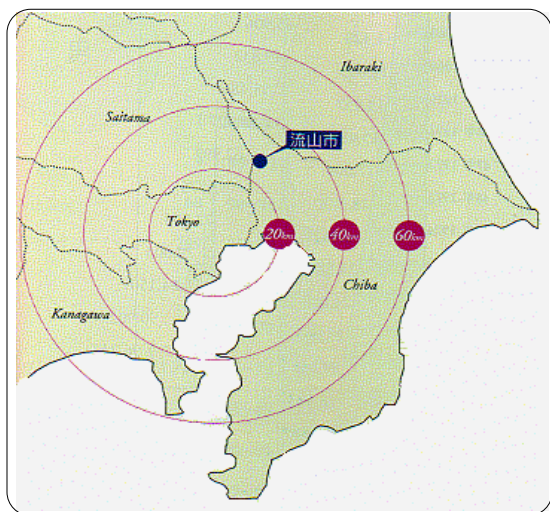 Ibaraki
Saitama
流山市
Tokyo
20km
40km
60km
Chiba
Kanagawa